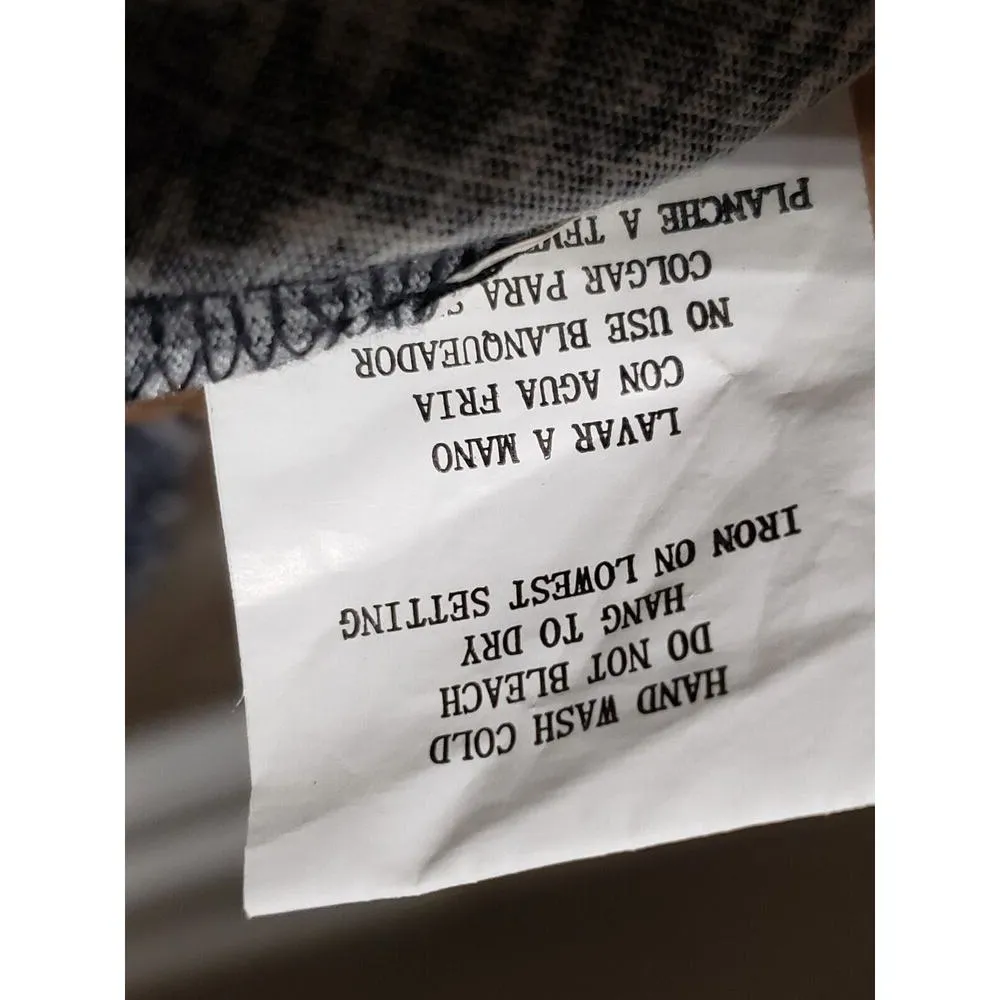 HAND WASH COLD
DO NOT BLEACH
HANG TO DRY
IRON ON LOWEST SETTING
LAVAR A MANO
CON AGUA FRIA
NO USE BLANQUEADOR
COLGAR PARA
PLANCHE A